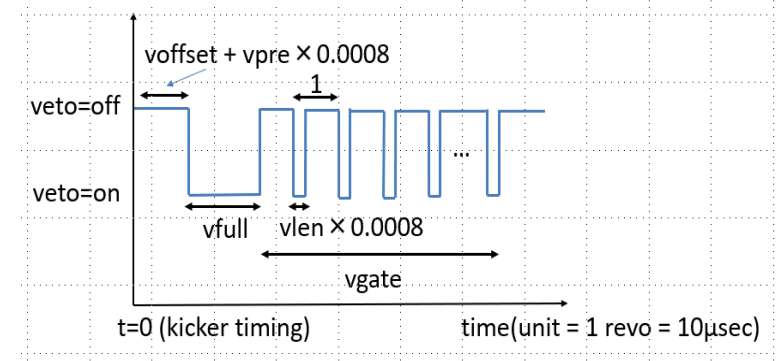 voffset + vpre×0.0008
1
veto=off
veto=on
...
vfull
vlen×0.0008
vgate
t=0 (kicker timing)
time(unit = 1 revo = 10μsec)